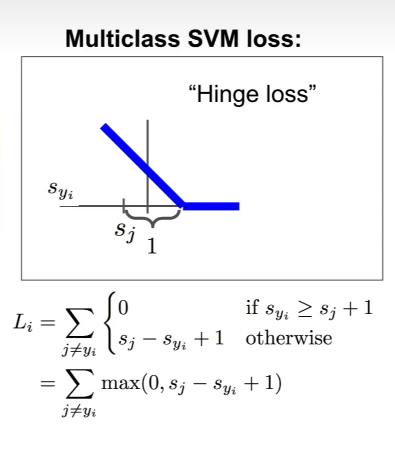 Multiclass SVM loss:
“Hinge loss”
s_{y_i}
s_j
1
L_i = \sum_{j \neq y_i} \begin{cases} 0 & \text{if } s_{y_i} \geq s_j + 1 \\ s_j - s_{y_i} + 1 & \text{otherwise} \end{cases}
= \sum_{j \neq y_i} \max(0, s_j - s_{y_i} + 1)